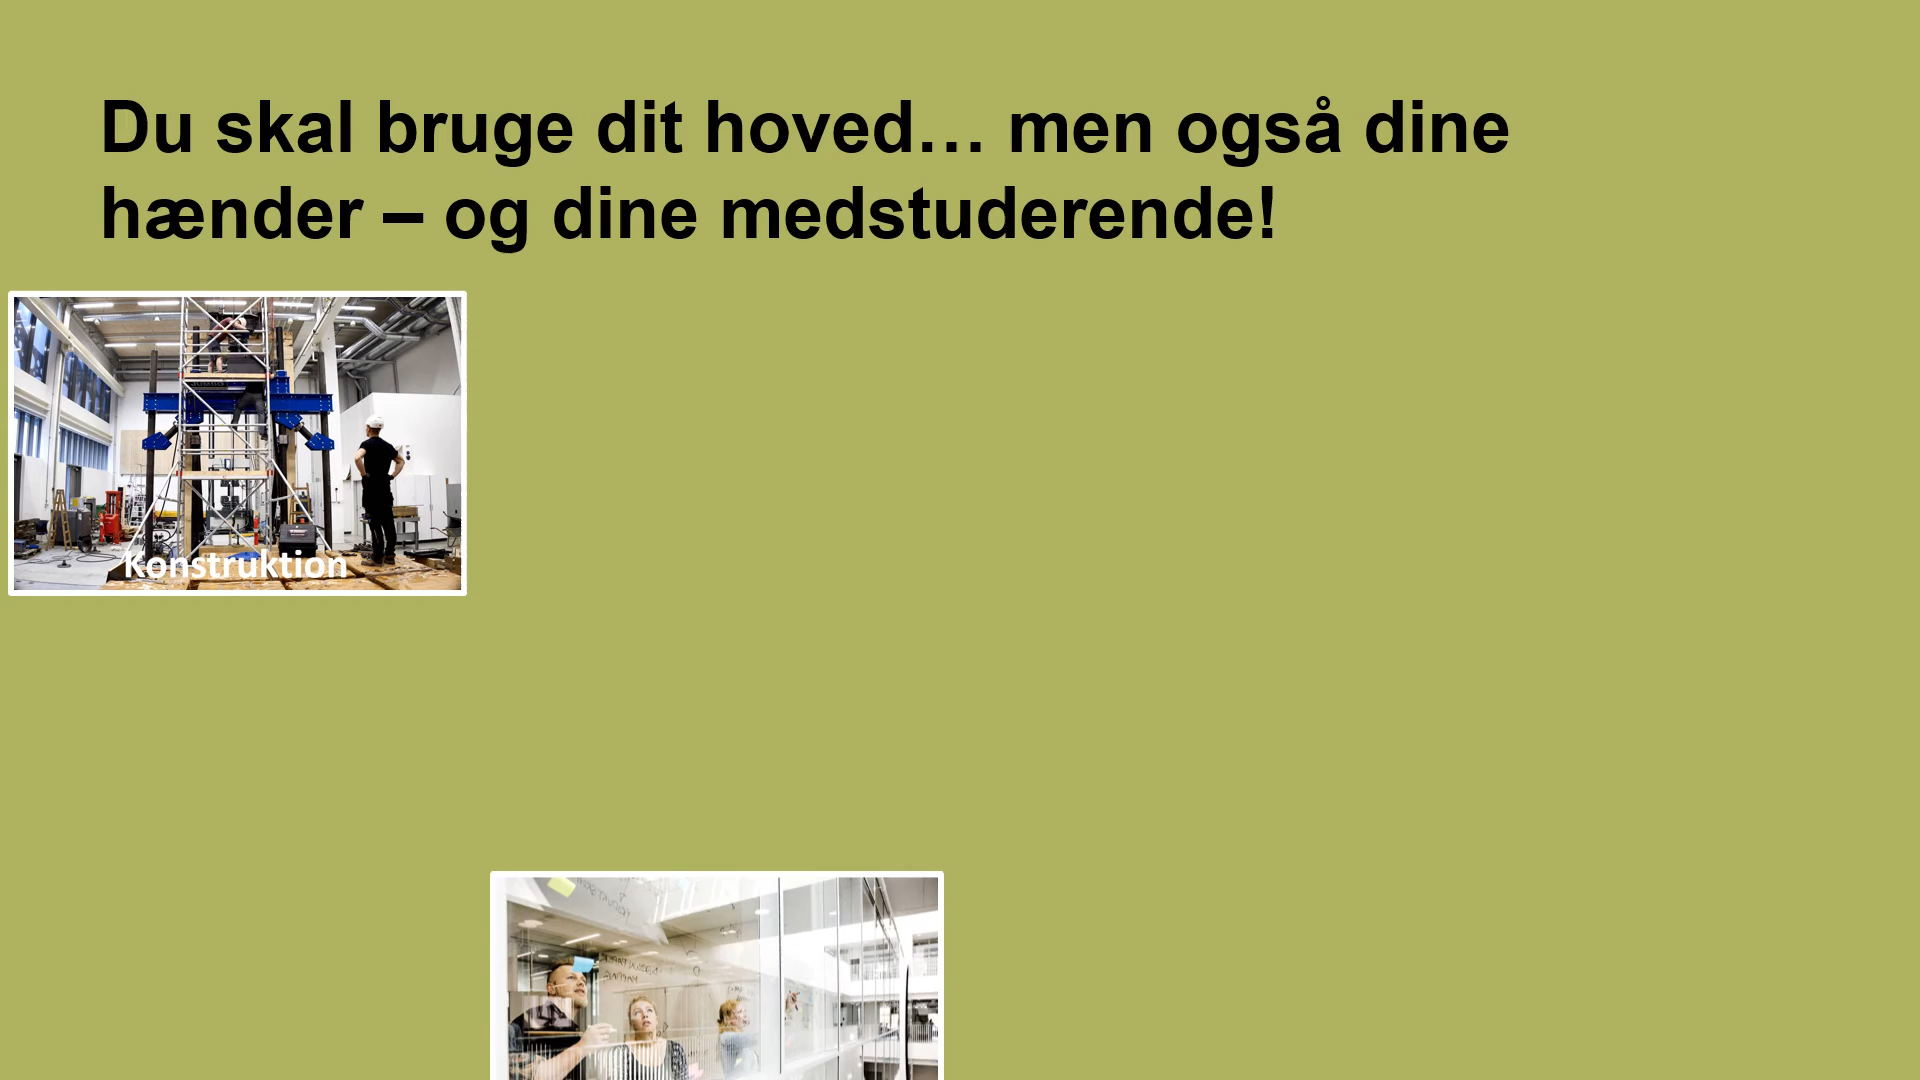 Du skal bruge dit hoved… men også dine
hænder – og dine medstuderende!
Konstruktion